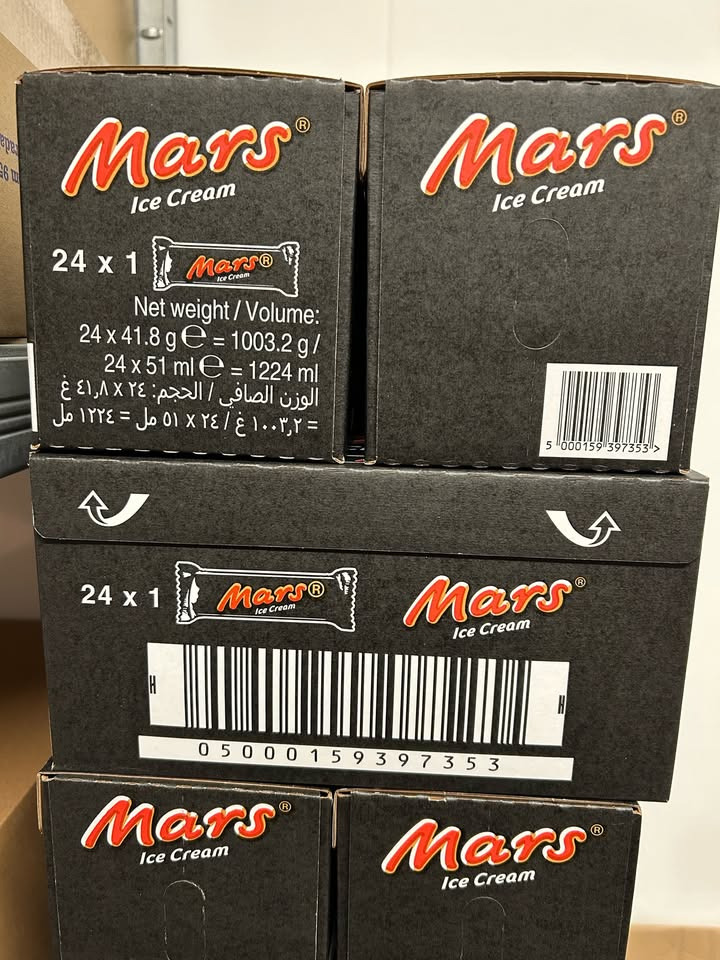 Mars®
Ice Cream
24 x 1 Mars® Ice Cream
Net weight / Volume:
24 x 41.8 g ℮ = 1003.2 g /
24 x 51 ml ℮ = 1224 ml
الوزن الصافي / الحجم: ٢٤ x ٤١,٨ غ
= ١٠٠٣,٢ غ / ٢٤ x ٥١ مل = ١٢٢٤ مل
Mars®
Ice Cream
5 000159 397353 >
24 x 1 Mars® Ice Cream
Mars®
Ice Cream
H H
05000159397353
Mars®
Ice Cream
Mars®
Ice Cream